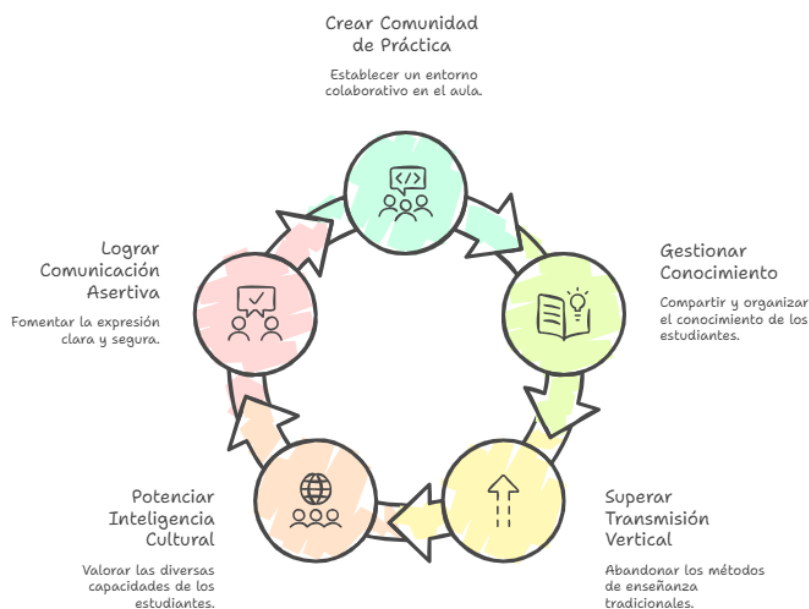 Crear Comunidad
de Práctica
Establecer un entorno
colaborativo en el aula.
Gestionar
Conocimiento
Compartir y organizar
el conocimiento de los
estudiantes.
Superar
Transmisión
Vertical
Abandonar los métodos
de enseñanza
tradicionales.
Potenciar
Inteligencia
Cultural
Valorar las diversas
capacidades de los
estudiantes.
Lograr
Comunicación
Asertiva
Fomentar la expresión
clara y segura.